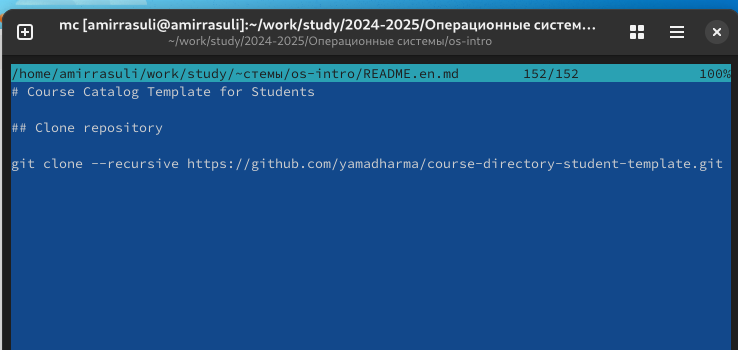 mc [amirrasuli@amirrasuli]:~/work/study/2024-2025/Операционные систем...
~/work/study/2024-2025/Операционные системы/os-intro
/home/amirrasuli/work/study/~стемы/os-intro/README.en.md 152/152 100%
# Course Catalog Template for Students
## Clone repository
git clone --recursive https://github.com/yamadharma/course-directory-student-template.git